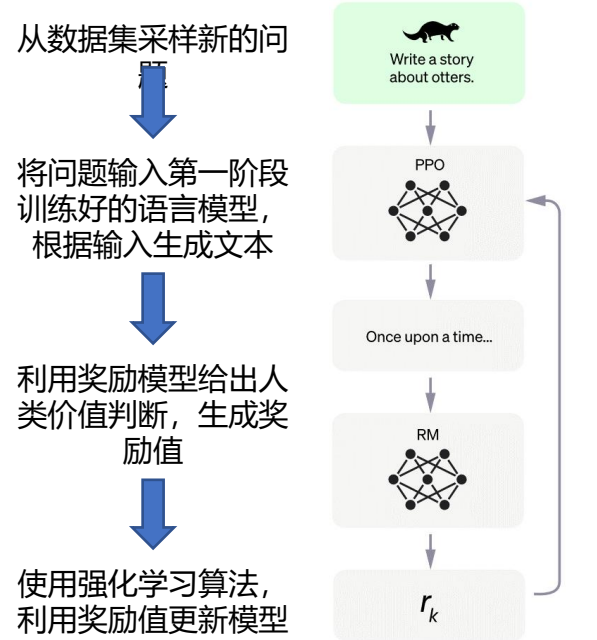 从数据集采样新的问
题
将问题输入第一阶段
训练好的语言模型，
根据输入生成文本
利用奖励模型给出人
类价值判断，生成奖
励值
使用强化学习算法，
利用奖励值更新模型
Write a story
about otters.
PPO
Once upon a time...
RM
rₖ